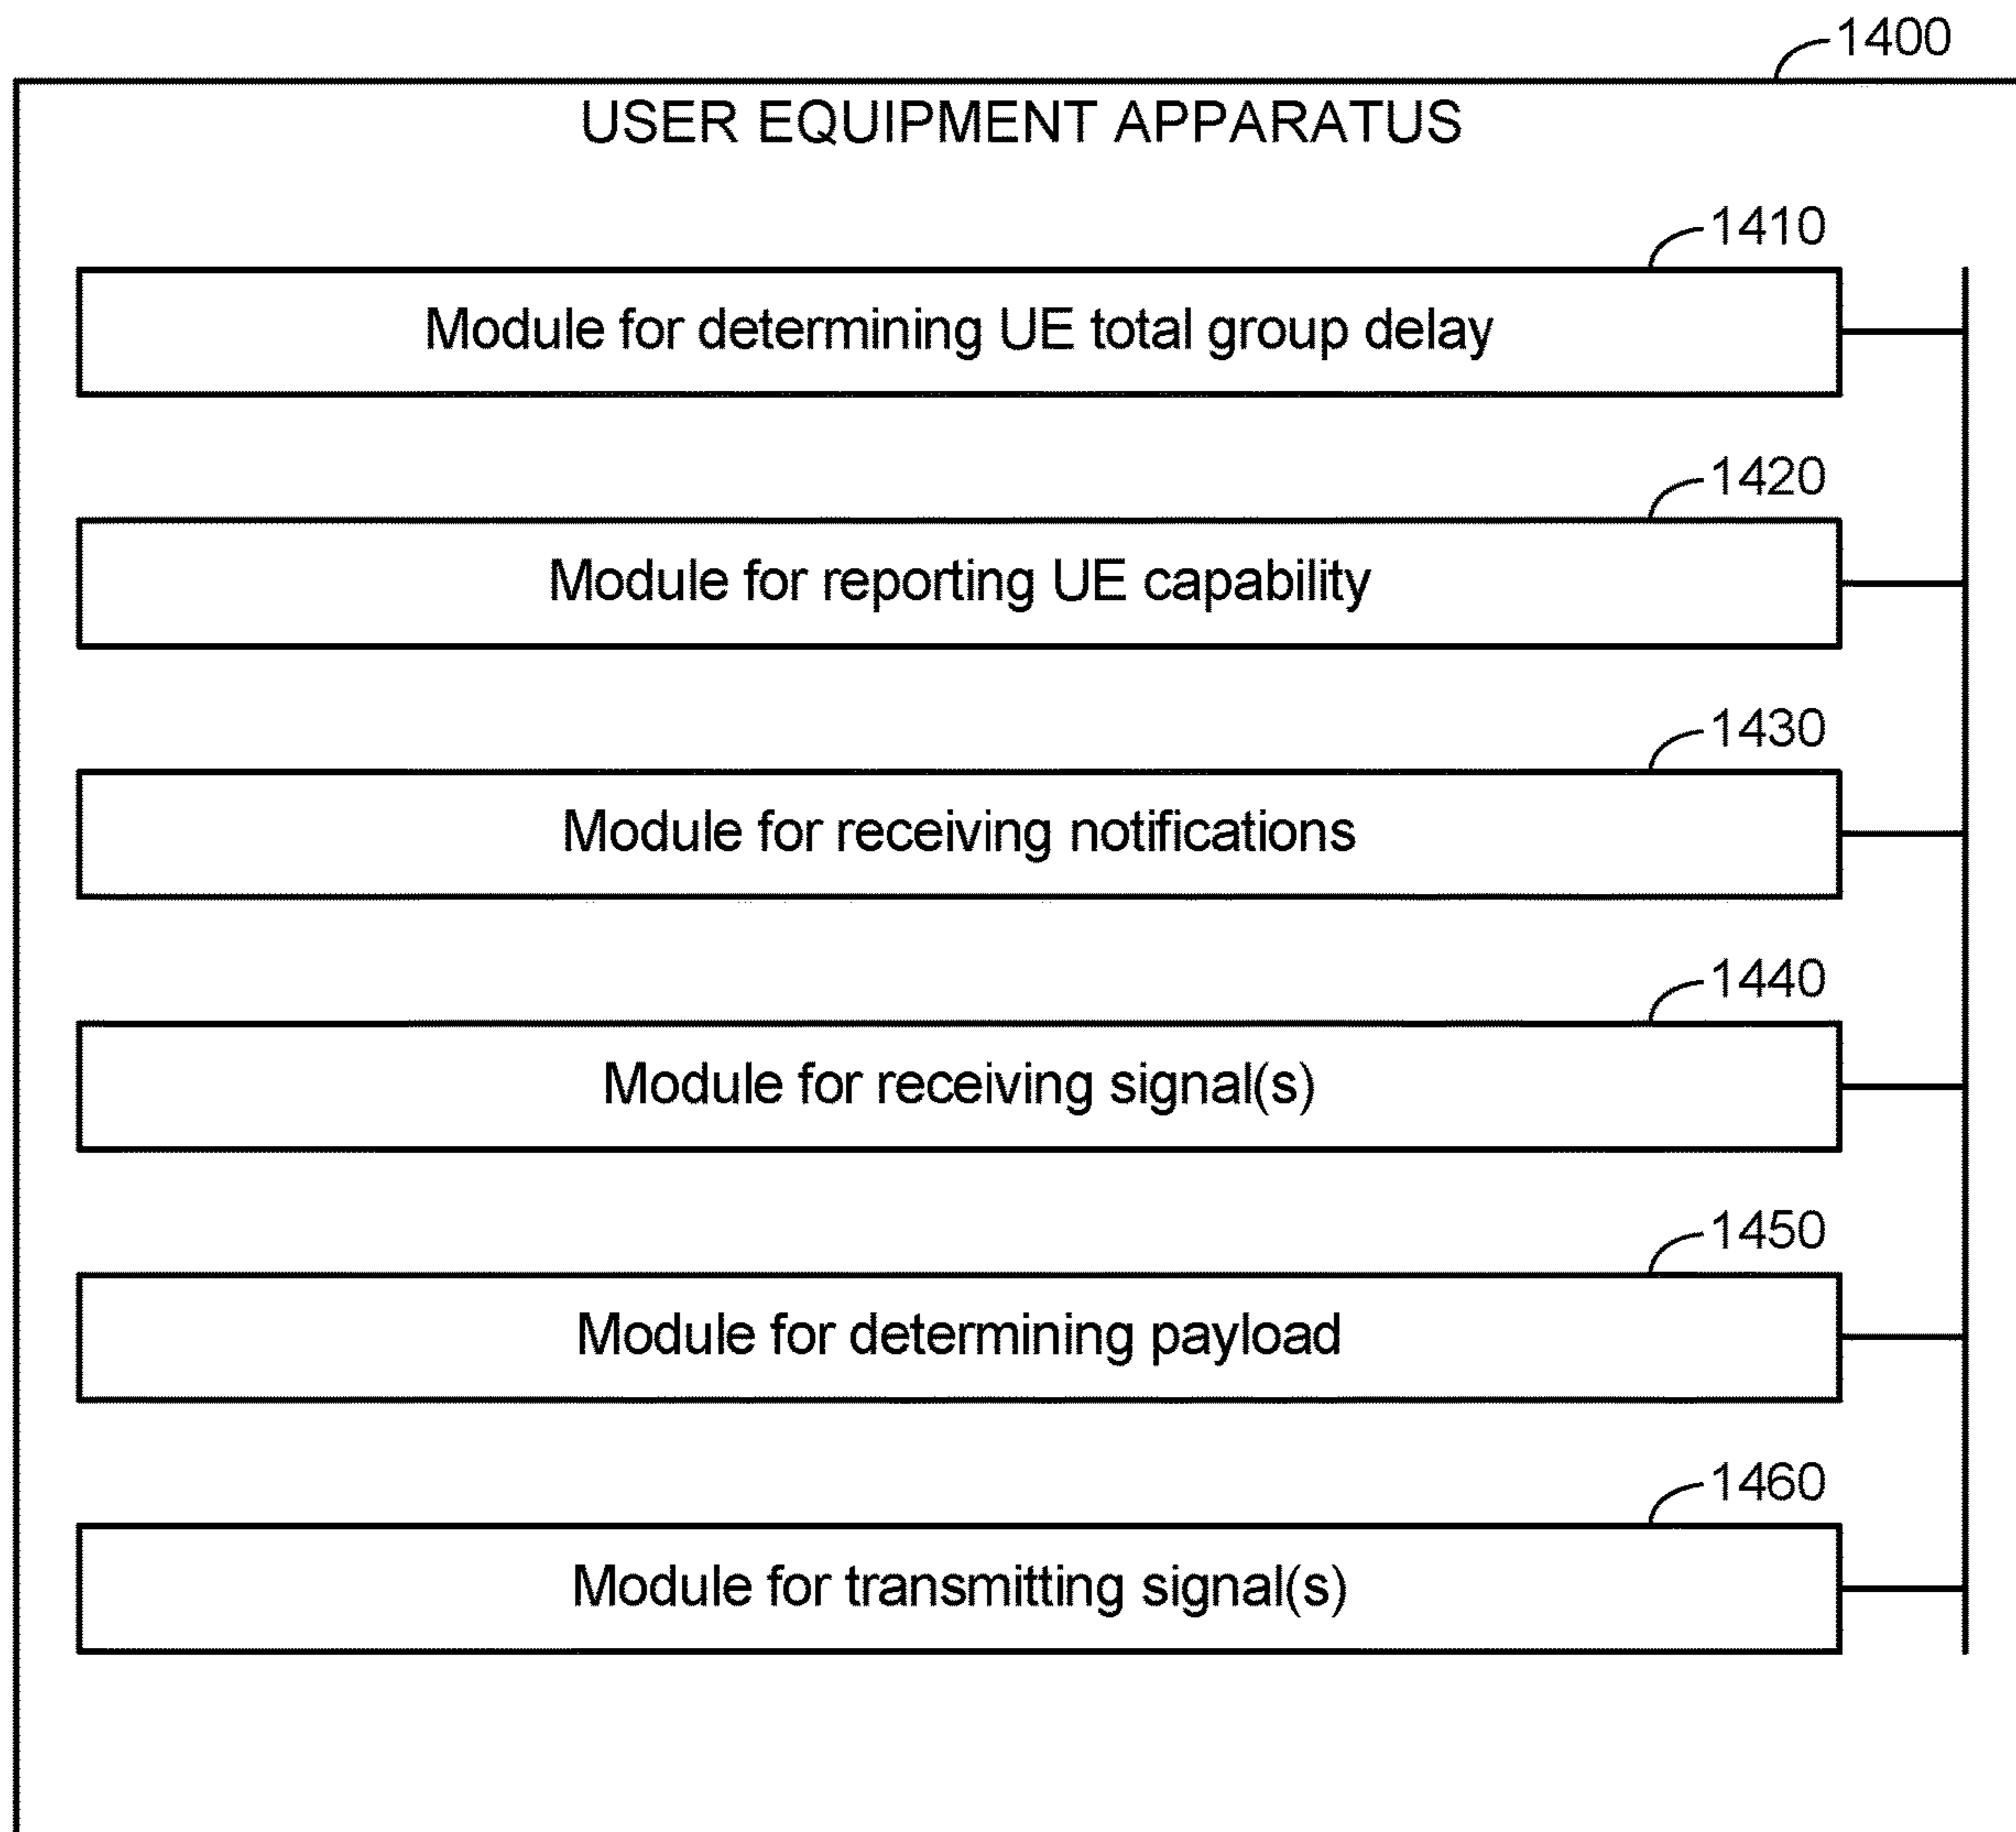 1400
USER EQUIPMENT APPARATUS
1410
Module for determining UE total group delay
1420
Module for reporting UE capability
1430
Module for receiving notifications
1440
Module for receiving signal(s)
1450
Module for determining payload
1460
Module for transmitting signal(s)